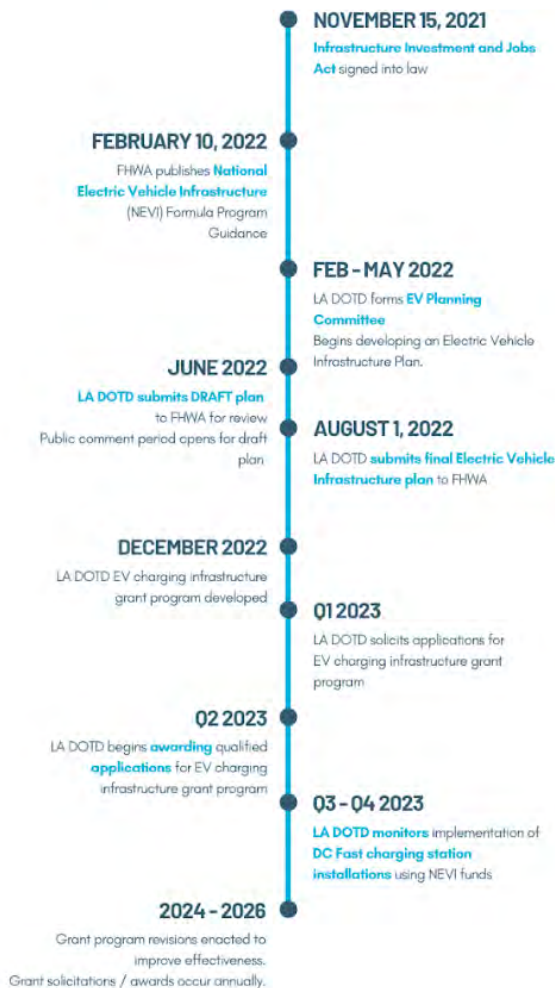 NOVEMBER 15, 2021
Infrastructure Investment and Jobs
Act signed into law
FEBRUARY 10, 2022
FHWA publishes National
Electric Vehicle Infrastructure
(NEVI) Formula Program
Guidance
FEB - MAY 2022
LA DOTD forms EV Planning
Committee
Begins developing an Electric Vehicle
Infrastructure Plan.
JUNE 2022
LA DOTD submits DRAFT plan
to FHWA for review
Public comment period opens for draft
plan
AUGUST 1, 2022
LA DOTD submits final Electric Vehicle
Infrastructure plan to FHWA
DECEMBER 2022
LA DOTD EV charging infrastructure
grant program developed
Q1 2023
LA DOTD solicits applications for
EV charging infrastructure grant
program
Q2 2023
LA DOTD begins awarding qualified
applications for EV charging
infrastructure grant program
Q3 - Q4 2023
LA DOTD monitors implementation of
DC Fast charging station
installations using NEVI funds
2024 - 2026
Grant program revisions enacted to
improve effectiveness.
Grant solicitations / awards occur annually.